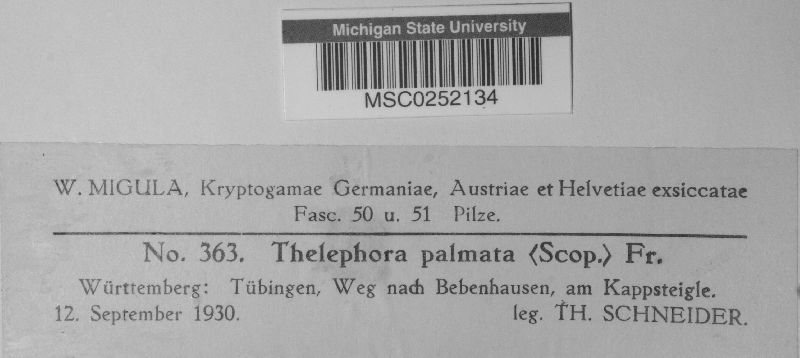 Michigan State University
MSC0252134
W. MIGULA, Kryptogamae Germaniae, Austriae et Helvetiae exsiccatae
Fasc. 50 u. 51 Pilze.
No. 363. Thelephora palmata (Scop.) Fr.
Württemberg: Tübingen, Weg nach Bebenhausen, am Kappsteigle.
12. September 1930. leg. TH. SCHNEIDER.